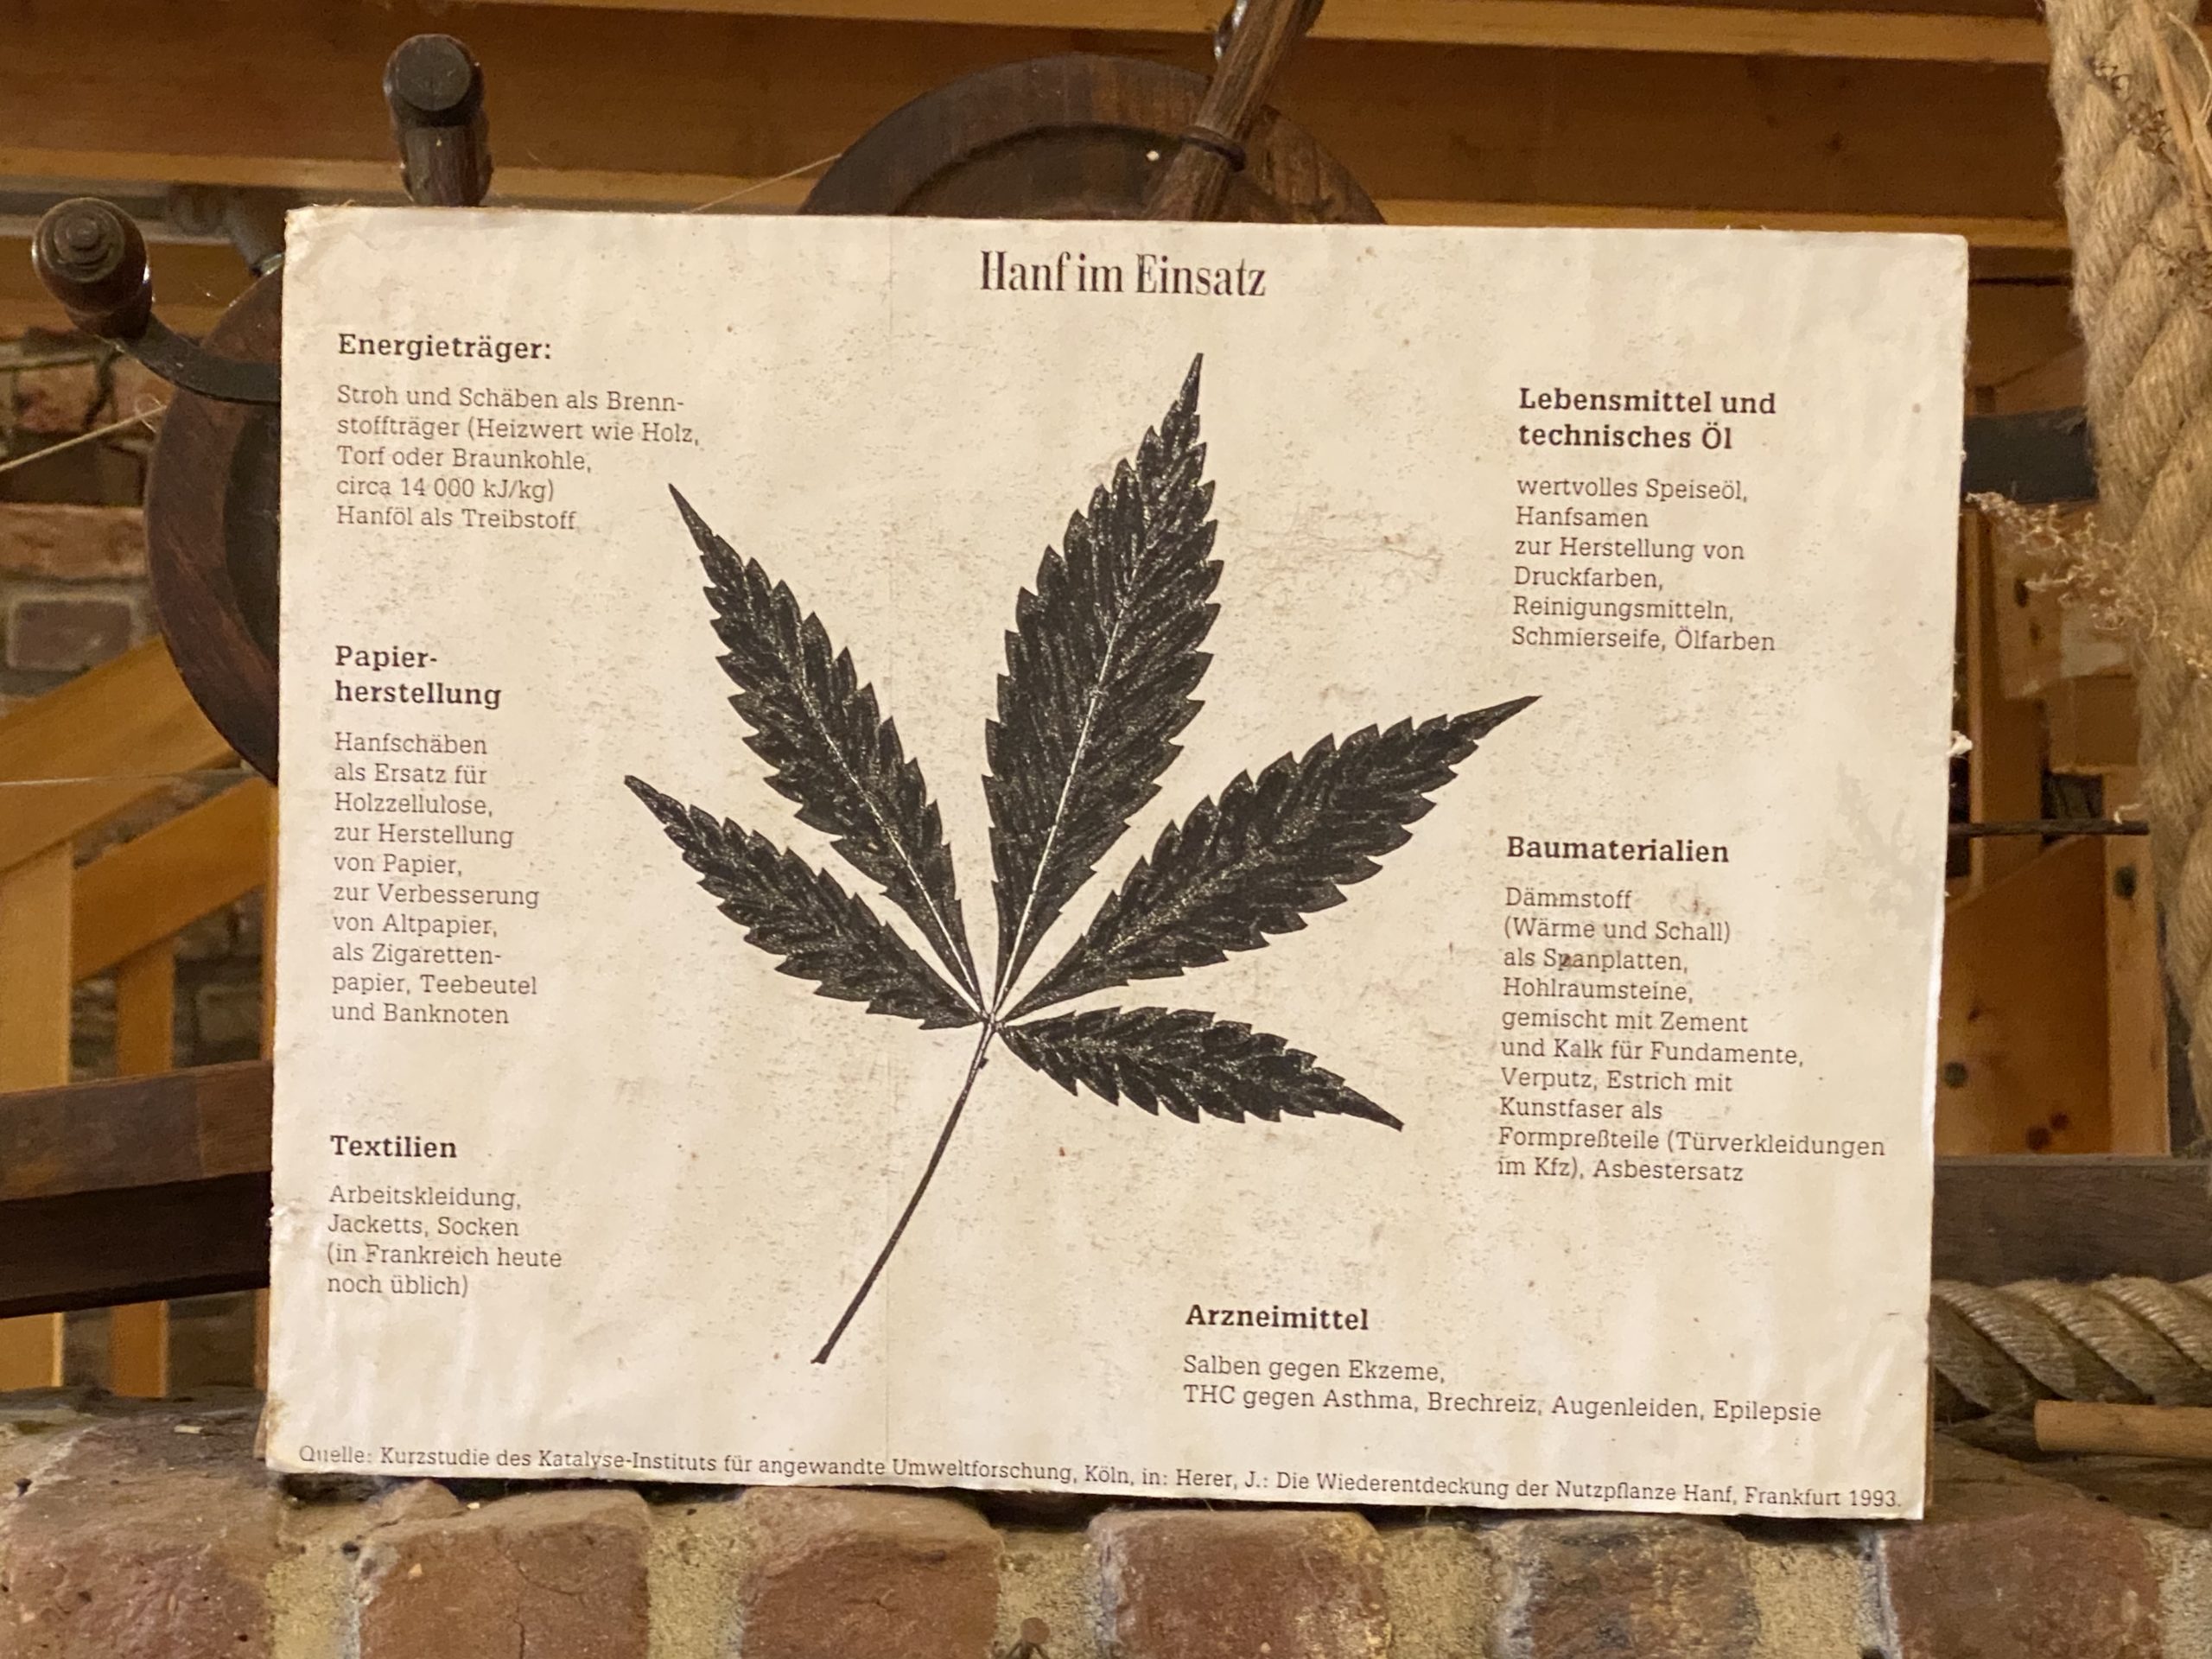 Hanf im Einsatz
Energieträger:
Stroh und Schäben als Brenn-
stoffträger (Heizwert wie Holz,
Torf oder Braunkohle,
circa 14 000 kJ/kg)
Hanföl als Treibstoff
Papier-
herstellung
Hanfschäben
als Ersatz für
Holzzellulose,
zur Herstellung
von Papier,
zur Verbesserung
von Altpapier,
als Zigaretten-
papier, Teebeutel
und Banknoten
Textilien
Arbeitskleidung,
Jacketts, Socken
(in Frankreich heute
noch üblich)
Lebensmittel und
technisches Öl
wertvolles Speiseöl,
Hanfsamen
zur Herstellung von
Druckfarben,
Reinigungsmitteln,
Schmierseife, Ölfarben
Baumaterialien
Dämmstoff
(Wärme und Schall)
als Spanplatten,
Hohlraumsteine,
gemischt mit Zement
und Kalk für Fundamente,
Verputz, Estrich mit
Kunstfaser als
Formpreßteile (Türverkleidungen
im Kfz), Asbestersatz
Arzneimittel
Salben gegen Ekzeme,
THC gegen Asthma, Brechreiz, Augenleiden, Epilepsie
Quelle: Kurzstudie des Katalyse-Instituts für angewandte Umweltforschung, Köln, in: Herer, J.: Die Wiederentdeckung der Nutzpflanze Hanf, Frankfurt 1993.